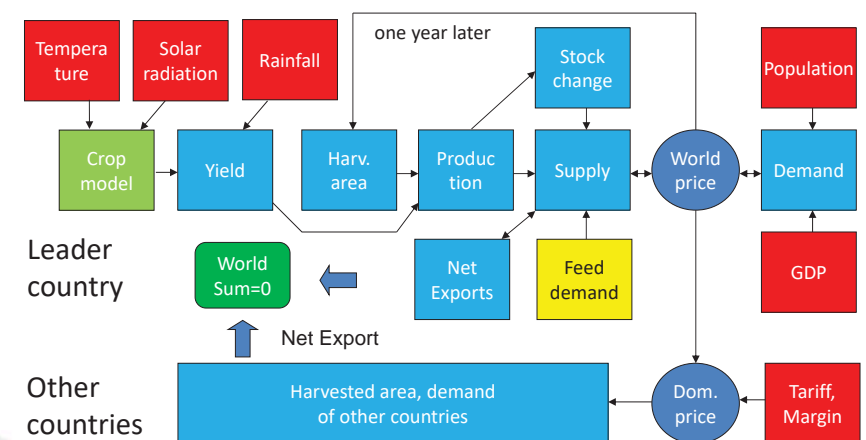 one year later
Tempera
ture
Solar
radiation
Rainfall
Stock
change
Population
Crop
model
Yield
Harv.
area
Produc
tion
Supply
World
price
Demand
Leader
country
World
Sum=0
Net
Exports
Feed
demand
GDP
Net Export
Other
countries
Harvested area, demand
of other countries
Dom.
price
Tariff,
Margin